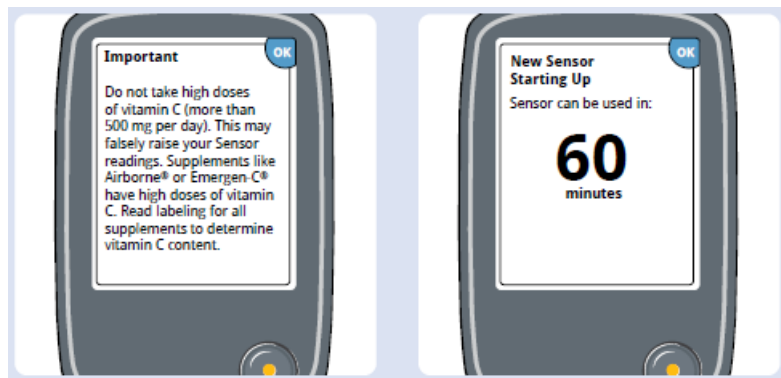 Important
OK
Do not take high doses
of vitamin C (more than
500 mg per day). This may
falsely raise your Sensor
readings. Supplements like
Airborne® or Emergen-C®
have high doses of vitamin
C. Read labeling for all
supplements to determine
vitamin C content.
OK
New Sensor
Starting Up
Sensor can be used in:
60
minutes